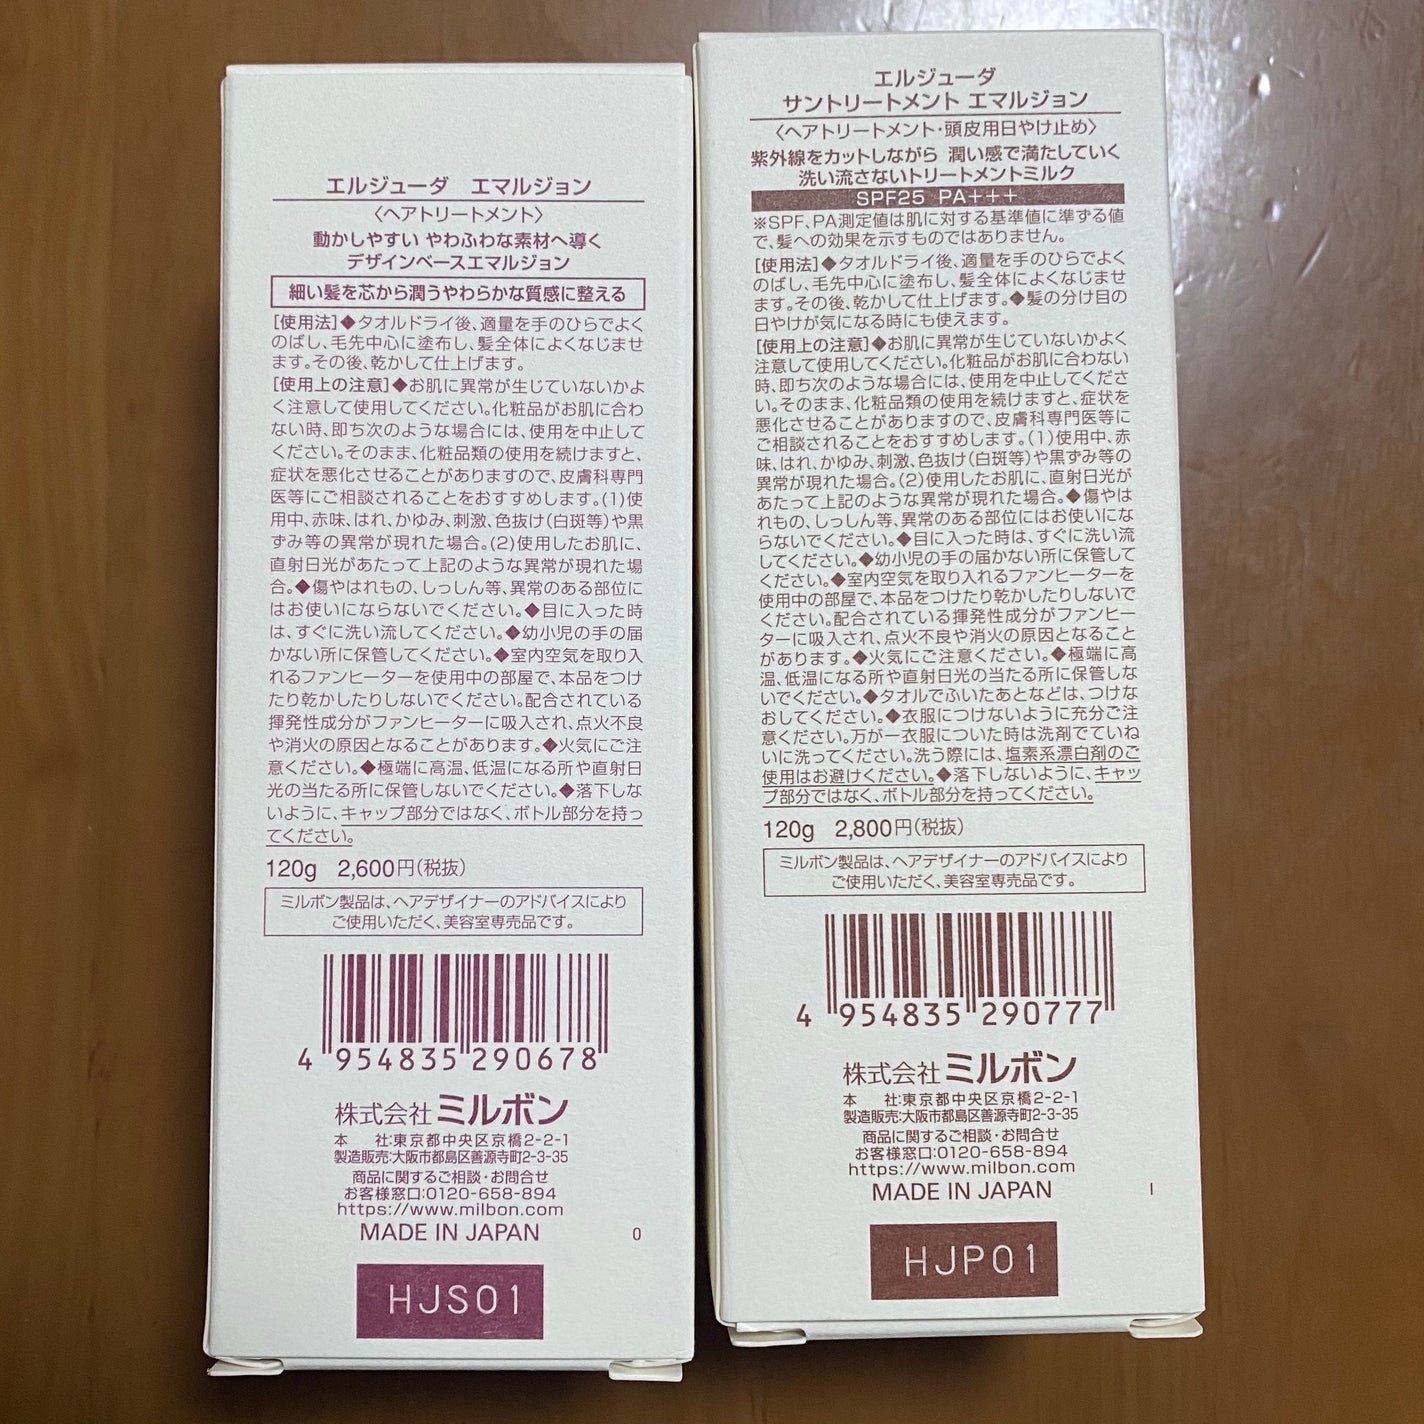 エルジューダ　エマルジョン
〈ヘアトリートメント〉
動かしやすい やわふわな素材へ導く
デザインベースエマルジョン
細い髪を芯から潤うやわらかな質感に整える
[使用法]◆タオルドライ後、適量を手のひらでよく
のばし、毛先中心に塗布し、髪全体によくなじませ
ます。その後、乾かして仕上げます。
[使用上の注意]◆お肌に異常が生じていないかよ
く注意して使用してください。化粧品がお肌に合わ
ない時、即ち次のような場合には、使用を中止して
ください。そのまま、化粧品類の使用を続けますと、
症状を悪化させることがありますので、皮膚科専門
医等にご相談されることをおすすめします。(1)使
用中、赤味、はれ、かゆみ、刺激、色抜け(白斑等)や黒
ずみ等の異常が現れた場合。(2)使用したお肌に、
直射日光があたって上記のような異常が現れた場
合。◆傷やはれもの、しっしん等、異常のある部位に
はお使いにならないでください。◆目に入った時
は、すぐに洗い流してください。◆幼小児の手の届
かない所に保管してください。◆室内空気を取り入
れるファンヒーターを使用中の部屋で、本品をつけ
たり乾かしたりしないでください。配合されている
揮発性成分がファンヒーターに吸入され、点火不良
や消火の原因となることがあります。◆火気にご注
意ください。◆極端に高温、低温になる所や直射日
光の当たる所に保管しないでください。◆落下しな
いように、キャップ部分ではなく、ボトル部分を持っ
てください。
120g 2,600円(税抜)
ミルボン製品は、ヘアデザイナーのアドバイスにより
ご使用いただく、美容室専売品です。
4 954835 290678
株式会社 ミルボン
本　社:東京都中央区京橋2-2-1
製造販売:大阪市都島区善源寺町2-3-35
商品に関するご相談・お問合せ
お客様窓口:0120-658-894
https://www.milbon.com
MADE IN JAPAN
0
HJS01
エルジューダ
サントリートメント エマルジョン
〈ヘアトリートメント・頭皮用日やけ止め〉
紫外線をカットしながら 潤い感で満たしていく
洗い流さないトリートメントミルク
SPF25 PA+++
※SPF、PA測定値は肌に対する基準値に準ずる値
で、髪への効果を示すものではありません。
[使用法]◆タオルドライ後、適量を手のひらでよく
のばし、毛先中心に塗布し、髪全体によくなじませ
ます。その後、乾かして仕上げます。◆髪の分け目の
日やけが気になる時にも使えます。
[使用上の注意]◆お肌に異常が生じていないかよく
注意して使用してください。化粧品がお肌に合わない
時、即ち次のような場合には、使用を中止してくださ
い。そのまま、化粧品類の使用を続けますと、症状を
悪化させることがありますので、皮膚科専門医等に
ご相談されることをおすすめします。(1)使用中、赤
味、はれ、かゆみ、刺激、色抜け(白斑等)や黒ずみ等の
異常が現れた場合。(2)使用したお肌に、直射日光が
あたって上記のような異常が現れた場合。◆傷やは
れもの、しっしん等、異常のある部位にはお使いにな
らないでください。◆目に入った時は、すぐに洗い流
してください。◆幼小児の手の届かない所に保管して
ください。◆室内空気を取り入れるファンヒーターを
使用中の部屋で、本品をつけたり乾かしたりしないで
ください。配合されている揮発性成分がファンヒー
ターに吸入され、点火不良や消火の原因となること
があります。◆火気にご注意ください。◆極端に高
温、低温になる所や直射日光の当たる所に保管しな
いでください。◆タオルでふいたあとなどは、つけな
おしてください。◆衣服につけないように充分ご注
意ください。万が一衣服についた時は洗剤でていね
いに洗ってください。洗う際には、塩素系漂白剤のご
使用はお避けください。◆落下しないように、キャッ
プ部分ではなく、ボトル部分を持ってください。
120g 2,800円(税抜)
ミルボン製品は、ヘアデザイナーのアドバイスにより
ご使用いただく、美容室専売品です。
4 954835 290777
株式会社 ミルボン
本　社:東京都中央区京橋2-2-1
製造販売:大阪市都島区善源寺町2-3-35
商品に関するご相談・お問合せ
お客様窓口:0120-658-894
https://www.milbon.com
MADE IN JAPAN
I
HJP01